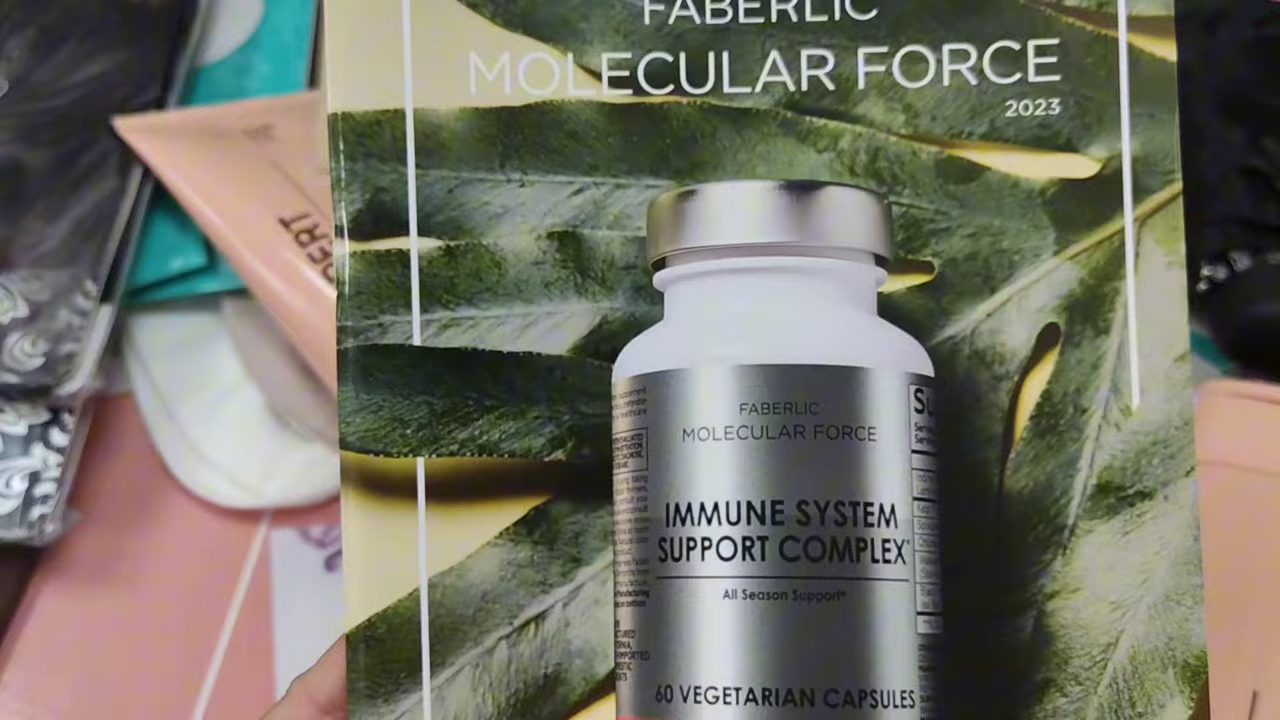 FABERLIC
MOLECULAR FORCE
2023
FABERLIC
MOLECULAR FORCE
IMMUNE SYSTEM
SUPPORT COMPLEX*
All Season Support*
60 VEGETARIAN CAPSULES